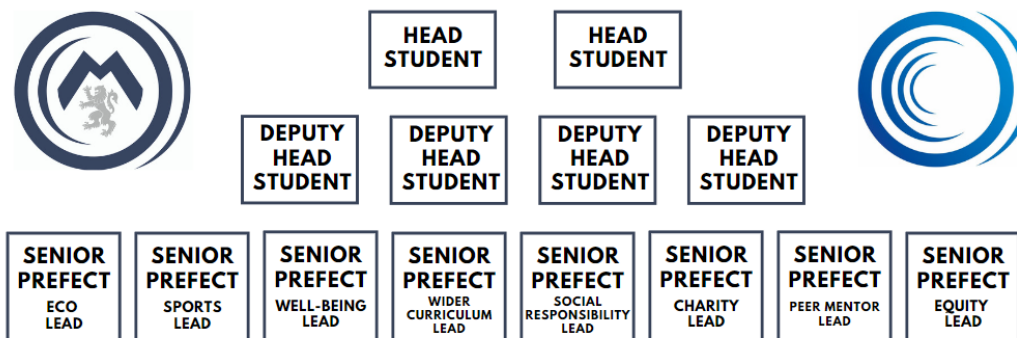 HEAD
STUDENT
HEAD
STUDENT
DEPUTY
HEAD
STUDENT
DEPUTY
HEAD
STUDENT
DEPUTY
HEAD
STUDENT
DEPUTY
HEAD
STUDENT
SENIOR
PREFECT
ECO
LEAD
SENIOR
PREFECT
SPORTS
LEAD
SENIOR
PREFECT
WELL-BEING
LEAD
SENIOR
PREFECT
WIDER
CURRICULUM
LEAD
SENIOR
PREFECT
SOCIAL
RESPONSIBILITY
LEAD
SENIOR
PREFECT
CHARITY
LEAD
SENIOR
PREFECT
PEER MENTOR
LEAD
SENIOR
PREFECT
EQUITY
LEAD